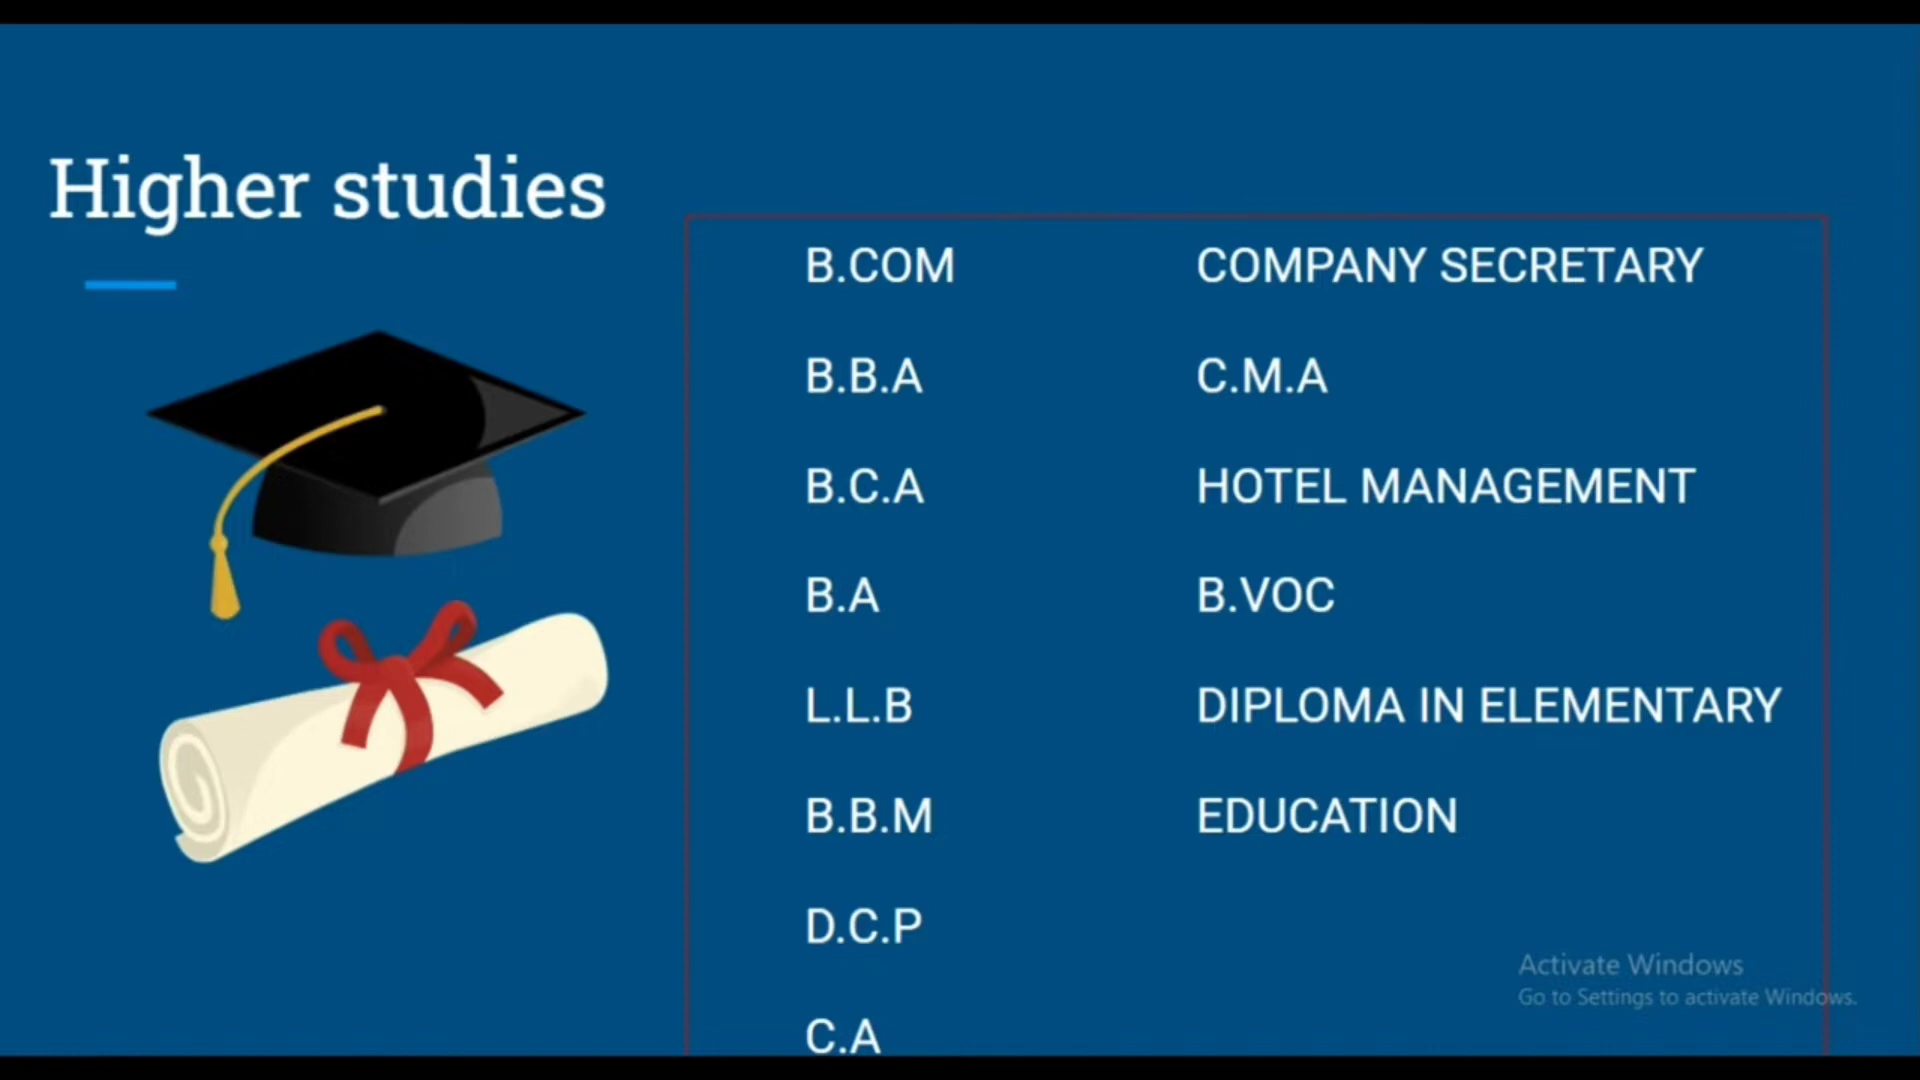 Higher studies
B.COM
B.B.A
B.C.A
B.A
L.L.B
B.B.M
D.C.P
C.A
COMPANY SECRETARY
C.M.A
HOTEL MANAGEMENT
B.VOC
DIPLOMA IN ELEMENTARY
EDUCATION
Activate Windows
Go to Settings to activate Windows.